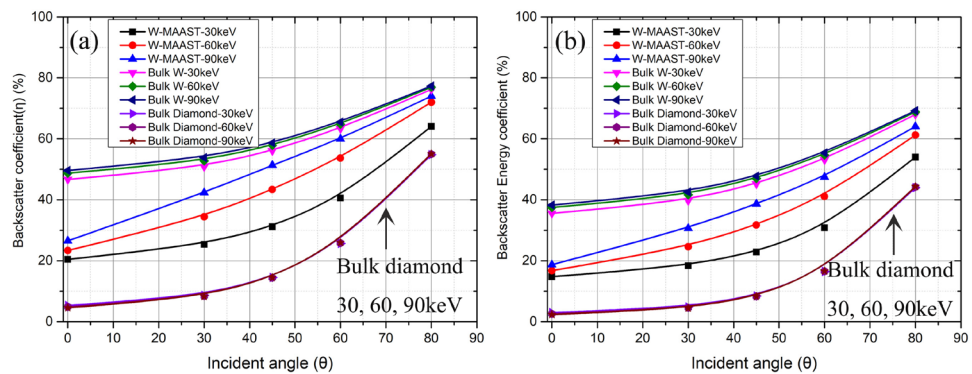 (a)
W-MAAST-30keV
W-MAAST-60keV
W-MAAST-90keV
Bulk W-30keV
Bulk W-60keV
Bulk W-90keV
Bulk Diamond-30keV
Bulk Diamond-60keV
Bulk Diamond-90keV
Backscatter coefficient(η) (%)
100
80
60
40
20
0
Bulk diamond
30, 60, 90keV
0 10 20 30 40 50 60 70 80 90
Incident angle (θ)
(b)
W-MAAST-30keV
W-MAAST-60keV
W-MAAST-90keV
Bulk W-30keV
Bulk W-60keV
Bulk W-90keV
Bulk Diamond-30keV
Bulk Diamond-60keV
Bulk Diamond-90keV
Backscatter Energy coefficient (%)
100
80
60
40
20
0
Bulk diamond
30, 60, 90keV
0 10 20 30 40 50 60 70 80 90
Incident angle (θ)